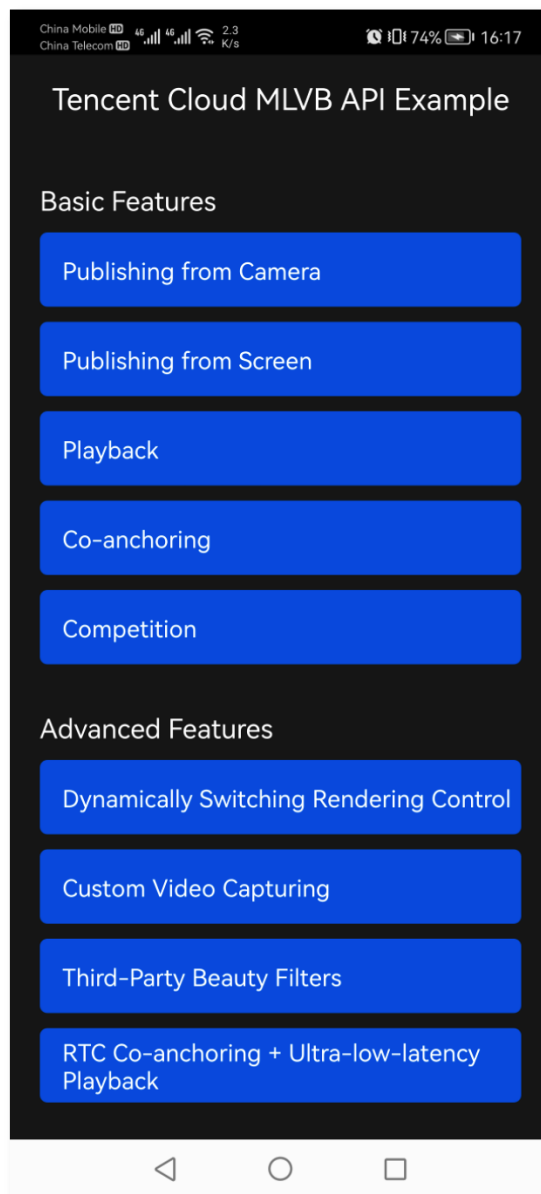 China Mobile HD 4G 4G 2.3 74% 16:17
China Telecom HD K/s
Tencent Cloud MLVB API Example
Basic Features
Publishing from Camera
Publishing from Screen
Playback
Co-anchoring
Competition
Advanced Features
Dynamically Switching Rendering Control
Custom Video Capturing
Third-Party Beauty Filters
RTC Co-anchoring + Ultra-low-latency
Playback